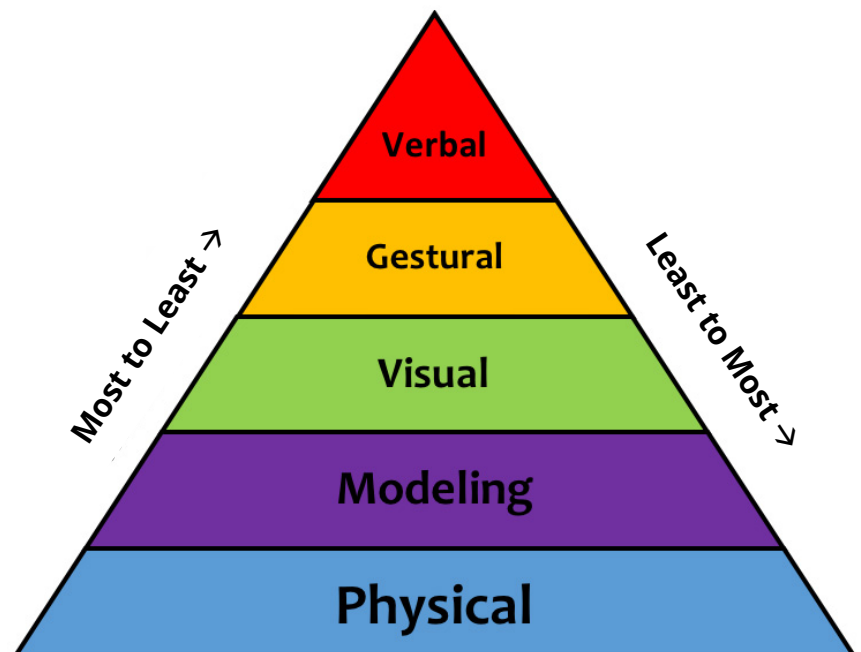 Verbal
Gestural
Most to Least →
Least to Most →
Visual
Modeling
Physical